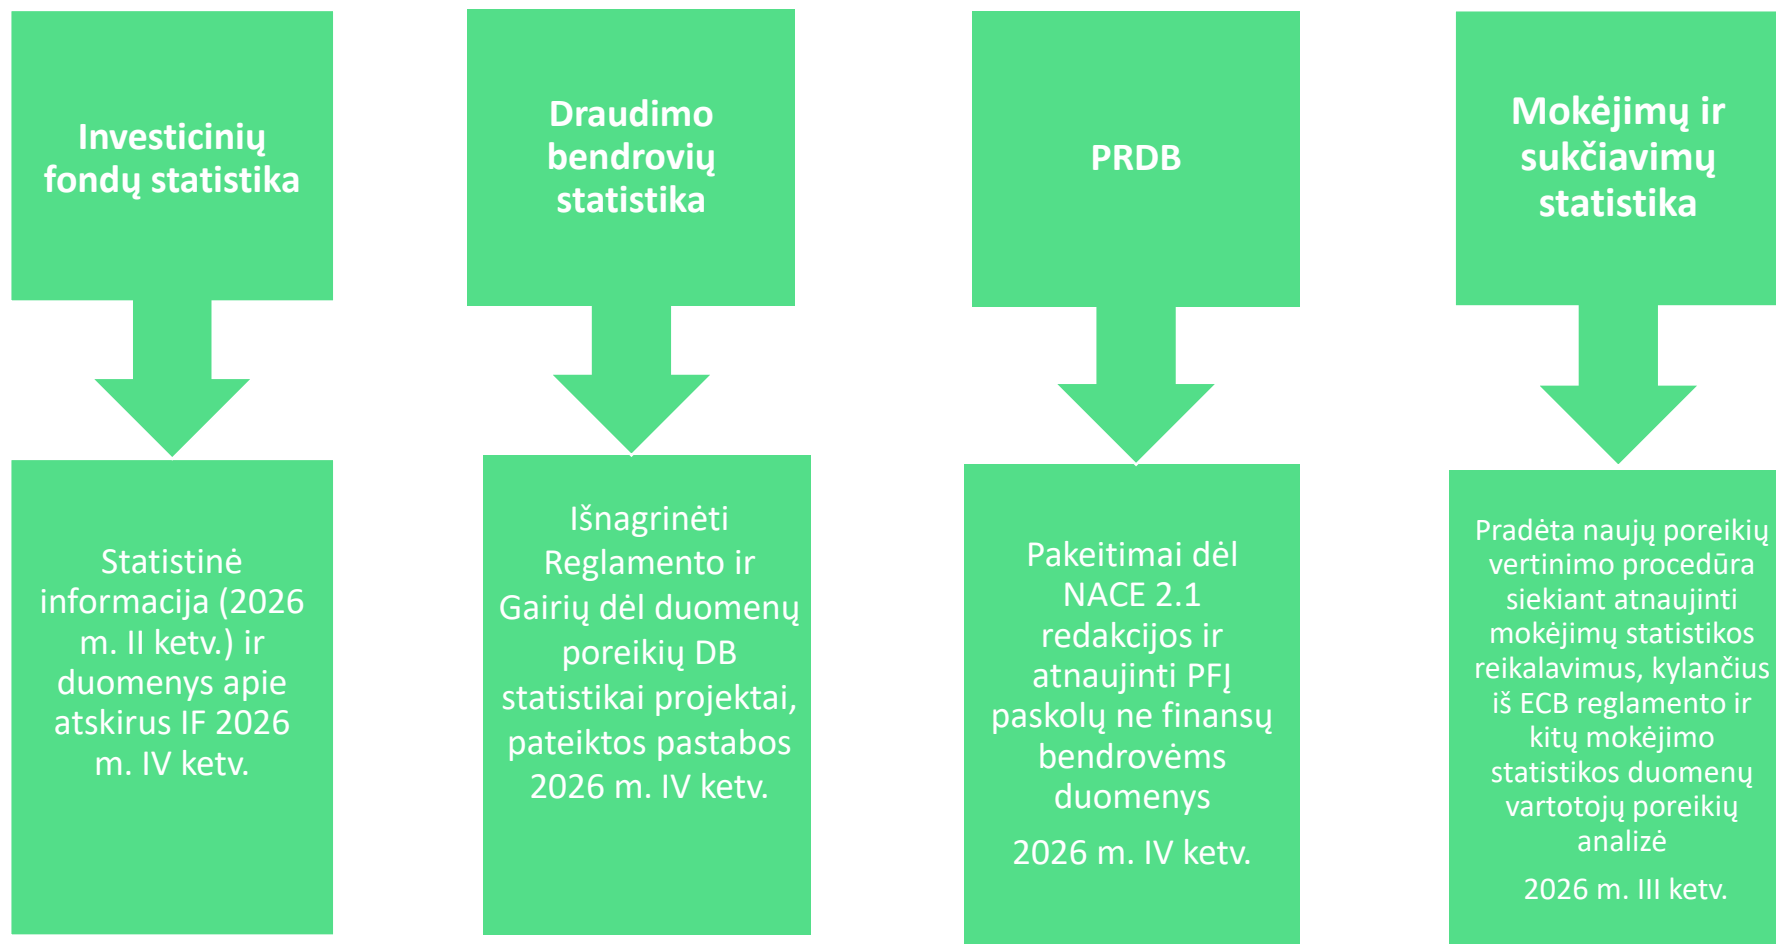 Investicinių
fondų statistika
Statistinė
informacija (2026
m. II ketv.) ir
duomenys apie
atskirus IF 2026
m. IV ketv.
Draudimo
bendrovių
statistika
Išnagrinėti
Reglamento ir
Gairių dėl duomenų
poreikių DB
statistikai projektai,
pateiktos pastabos
2026 m. IV ketv.
PRDB
Pakeitimai dėl
NACE 2.1
redakcijos ir
atnaujinti PFĮ
paskolų ne finansų
bendrovėms
duomenys
2026 m. IV ketv.
Mokėjimų ir
sukčiavimų
statistika
Pradėta naujų poreikių
vertinimo procedūra
siekiant atnaujinti
mokėjimų statistikos
reikalavimus, kylančius
iš ECB reglamento ir
kitų mokėjimo
statistikos duomenų
vartotojų poreikių
analizė
2026 m. III ketv.